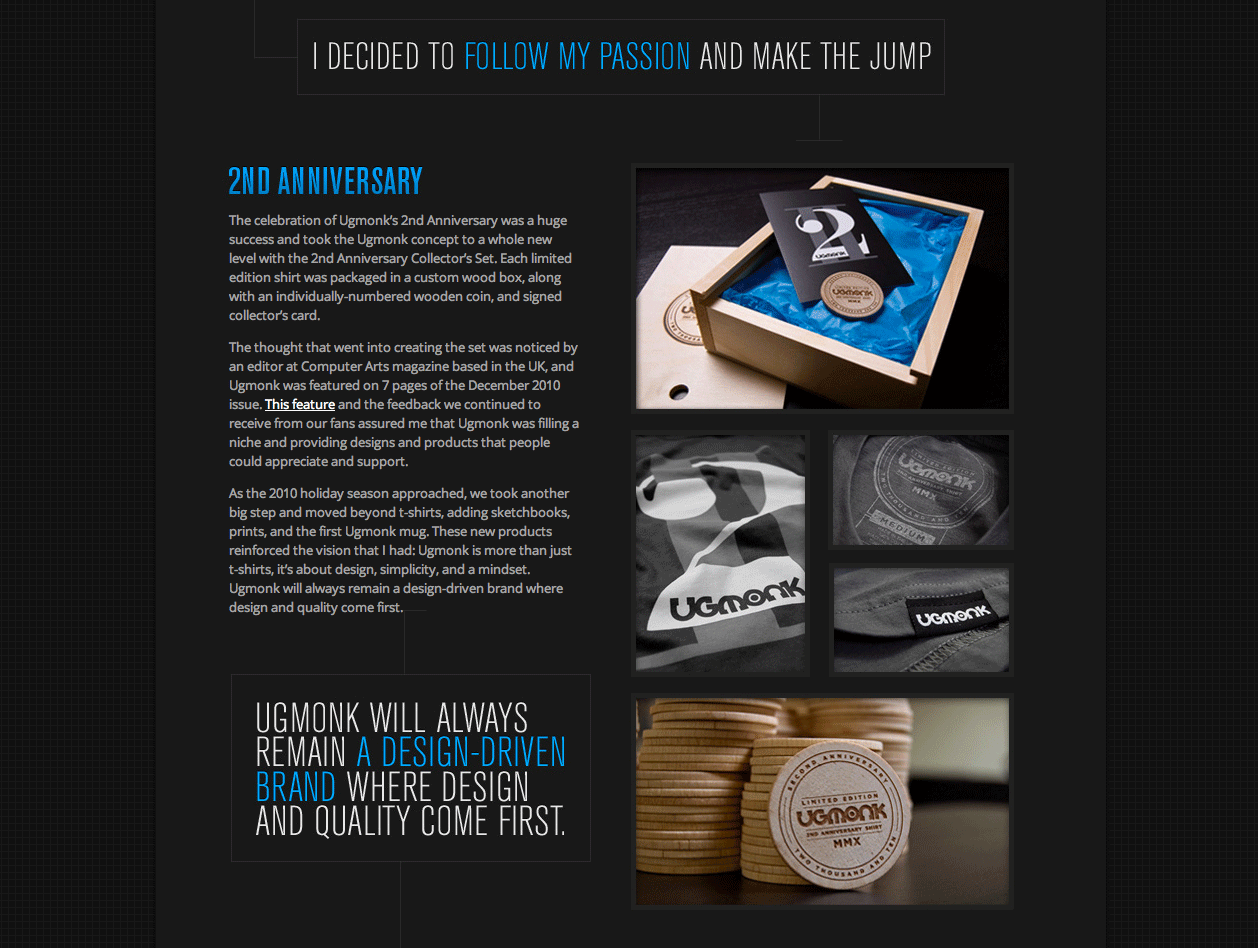 I DECIDED TO FOLLOW MY PASSION AND MAKE THE JUMP
2ND ANNIVERSARY
The celebration of Ugmonk's 2nd Anniversary was a huge
success and took the Ugmonk concept to a whole new
level with the 2nd Anniversary Collector's Set. Each limited
edition shirt was packaged in a custom wood box, along
with an individually-numbered wooden coin, and signed
collector's card.
The thought that went into creating the set was noticed by
an editor at Computer Arts magazine based in the UK, and
Ugmonk was featured on 7 pages of the December 2010
issue. This feature and the feedback we continued to
receive from our fans assured me that Ugmonk was filling a
niche and providing designs and products that people
could appreciate and support.
As the 2010 holiday season approached, we took another
big step and moved beyond t-shirts, adding sketchbooks,
prints, and the first Ugmonk mug. These new products
reinforced the vision that I had: Ugmonk is more than just
t-shirts, it's about design, simplicity, and a mindset.
Ugmonk will always remain a design-driven brand where
design and quality come first.
UGMONK WILL ALWAYS
REMAIN A DESIGN-DRIVEN
BRAND WHERE DESIGN
AND QUALITY COME FIRST.
2
UGMONK
UGMONK
UGMONK
LIMITED EDITION
UGMONK
MMX
TWO THOUSAND AND TEN
MEDIUM
UGMONK
SECOND ANNIVERSARY
LIMITED EDITION
UGMONK
2ND ANNIVERSARY SHIRT
MMX
TWO THOUSAND AND TEN